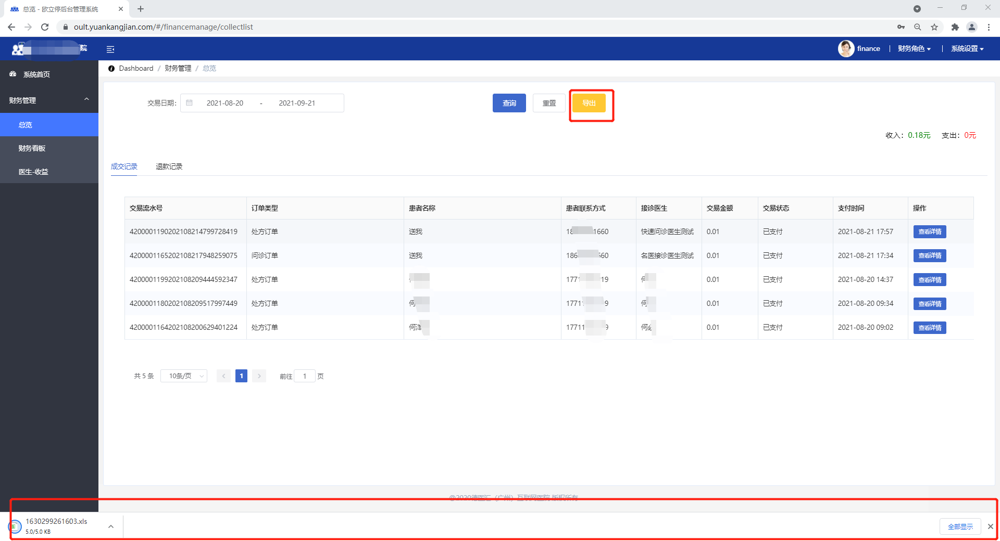 总览 - 欧立停后台管理系统
oult.yuankangjian.com/#/financemanage/collectlist
院
finance
财务角色
系统设置
系统首页
财务管理
总览
财务看板
医生-收益
Dashboard / 财务管理 / 总览
交易日期: 2021-08-20 - 2021-09-21
查询
重置
导出
收入: 0.18元 支出: 0元
成交记录 退款记录
交易流水号 订单类型 患者名称 患者联系方式 接诊医生 交易金额 交易状态 支付时间 操作
4200001190202108214799728419 处方订单 送我 18 1660 快速问诊医生测试 0.01 已支付 2021-08-21 17:57 查看详情
4200001165202108217948259075 问诊订单 送我 186 560 名医接诊医生测试 0.01 已支付 2021-08-21 17:34 查看详情
4200001199202108209444592347 处方订单 1771 19 何 0.01 已支付 2021-08-20 14:37 查看详情
4200001180202108209517997449 处方订单 何 1771 9 何 0.01 已支付 2021-08-20 09:34 查看详情
4200001164202108200629401224 处方订单 何洋 17711 9 何必 0.01 已支付 2021-08-20 09:02 查看详情
共 5 条 10条/页 1 前往 1 页
@2020德医汇（广州）互联网医院 版权所有
1630299261603.xls
5.0/5.0 KB
全部显示